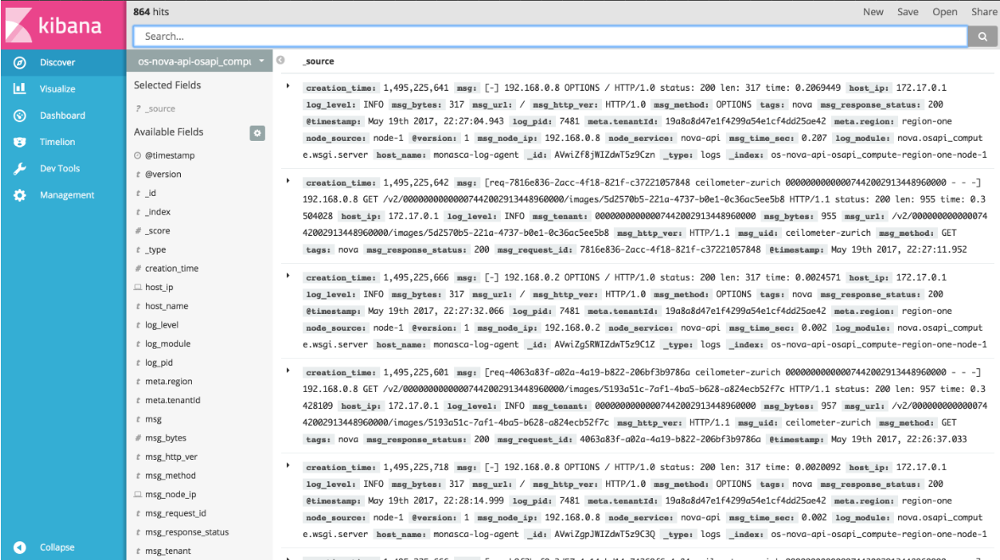 kibana
Discover
Visualize
Dashboard
Timelion
Dev Tools
Management
Collapse
864 hits
New Save Open Share
Search...
os-nova-api-osapi_compu
Selected Fields
? _source
Available Fields
@timestamp
t @version
t _id
t _index
# _score
t _type
# creation_time
host_ip
t host_name
t log_level
t log_module
t log_pid
t meta.region
t meta.tenantId
t msg
# msg_bytes
t msg_http_ver
t msg_method
msg_node_ip
t msg_request_id
t msg_response_status
t msg_tenant
_source
creation_time: 1,495,225,641 msg: [-] 192.168.0.8 OPTIONS / HTTP/1.0 status: 200 len: 317 time: 0.2069449 host_ip: 172.17.0.1
log_level: INFO msg_bytes: 317 msg_url: / msg_http_ver: HTTP/1.0 msg_method: OPTIONS tags: nova msg_response_status: 200
@timestamp: May 19th 2017, 22:27:04.943 log_pid: 7481 meta.tenantId: 19a8a8d47e1f4299a54e1cf4dd25ae42 meta.region: region-one
node_source: node-1 @version: 1 msg_node_ip: 192.168.0.8 node_service: nova-api msg_time_sec: 0.207 log_module: nova.osapi_comput
e.wsgi.server host_name: monasca-log-agent _id: AVwiZf8jWIZdwT5z9Czn _type: logs _index: os-nova-api-osapi_compute-region-one-node-1
creation_time: 1,495,225,642 msg: [req-7816e836-2acc-4f18-821f-c37221057848 ceilometer-zurich 00000000000007442002913448960000 - - -]
192.168.0.8 GET /v2/00000000000007442002913448960000/images/5d2570b5-221a-4737-b0e1-0c36ac5ee5b8 HTTP/1.1 status: 200 len: 955 time: 0.3
504028 host_ip: 172.17.0.1 log_level: INFO msg_tenant: 00000000000007442002913448960000 msg_bytes: 955 msg_url: /v2/000000000000074
42002913448960000/images/5d2570b5-221a-4737-b0e1-0c36ac5ee5b8 msg_http_ver: HTTP/1.1 msg_uid: ceilometer-zurich msg_method: GET
tags: nova msg_response_status: 200 msg_request_id: 7816e836-2acc-4f18-821f-c37221057848 @timestamp: May 19th 2017, 22:27:11.952
creation_time: 1,495,225,666 msg: [-] 192.168.0.2 OPTIONS / HTTP/1.0 status: 200 len: 317 time: 0.0024571 host_ip: 172.17.0.1
log_level: INFO msg_bytes: 317 msg_url: / msg_http_ver: HTTP/1.0 msg_method: OPTIONS tags: nova msg_response_status: 200
@timestamp: May 19th 2017, 22:27:32.066 log_pid: 7481 meta.tenantId: 19a8a8d47e1f4299a54e1cf4dd25ae42 meta.region: region-one
node_source: node-1 @version: 1 msg_node_ip: 192.168.0.2 node_service: nova-api msg_time_sec: 0.002 log_module: nova.osapi_comput
e.wsgi.server host_name: monasca-log-agent _id: AVwiZgSRWIZdwT5z9C1Z _type: logs _index: os-nova-api-osapi_compute-region-one-node-1
creation_time: 1,495,225,601 msg: [req-4063a83f-a02a-4a19-b822-206bf3b9786a ceilometer-zurich 00000000000007442002913448960000 - - -]
192.168.0.8 GET /v2/00000000000007442002913448960000/images/5193a51c-7af1-4ba5-b628-a824ecb52f7c HTTP/1.1 status: 200 len: 957 time: 0.3
428109 host_ip: 172.17.0.1 log_level: INFO msg_tenant: 00000000000007442002913448960000 msg_bytes: 957 msg_url: /v2/000000000000074
42002913448960000/images/5193a51c-7af1-4ba5-b628-a824ecb52f7c msg_http_ver: HTTP/1.1 msg_uid: ceilometer-zurich msg_method: GET
tags: nova msg_response_status: 200 msg_request_id: 4063a83f-a02a-4a19-b822-206bf3b9786a @timestamp: May 19th 2017, 22:26:37.033
creation_time: 1,495,225,718 msg: [-] 192.168.0.8 OPTIONS / HTTP/1.0 status: 200 len: 317 time: 0.0020092 host_ip: 172.17.0.1
log_level: INFO msg_bytes: 317 msg_url: / msg_http_ver: HTTP/1.0 msg_method: OPTIONS tags: nova msg_response_status: 200
@timestamp: May 19th 2017, 22:28:14.999 log_pid: 7481 meta.tenantId: 19a8a8d47e1f4299a54e1cf4dd25ae42 meta.region: region-one
node_source: node-1 @version: 1 msg_node_ip: 192.168.0.8 node_service: nova-api msg_time_sec: 0.002 log_module: nova.osapi_comput
e.wsgi.server host_name: monasca-log-agent _id: AVwiZgpJWIZdwT5z9C3Q _type: logs _index: os-nova-api-osapi_compute-region-one-node-1